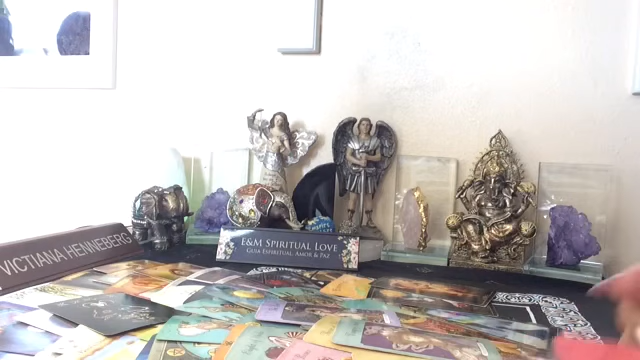 VICTIANA HENNEBERG
E&M SPIRITUAL LOVE
GUIA ESPIRITUAL, AMOR & PAZ